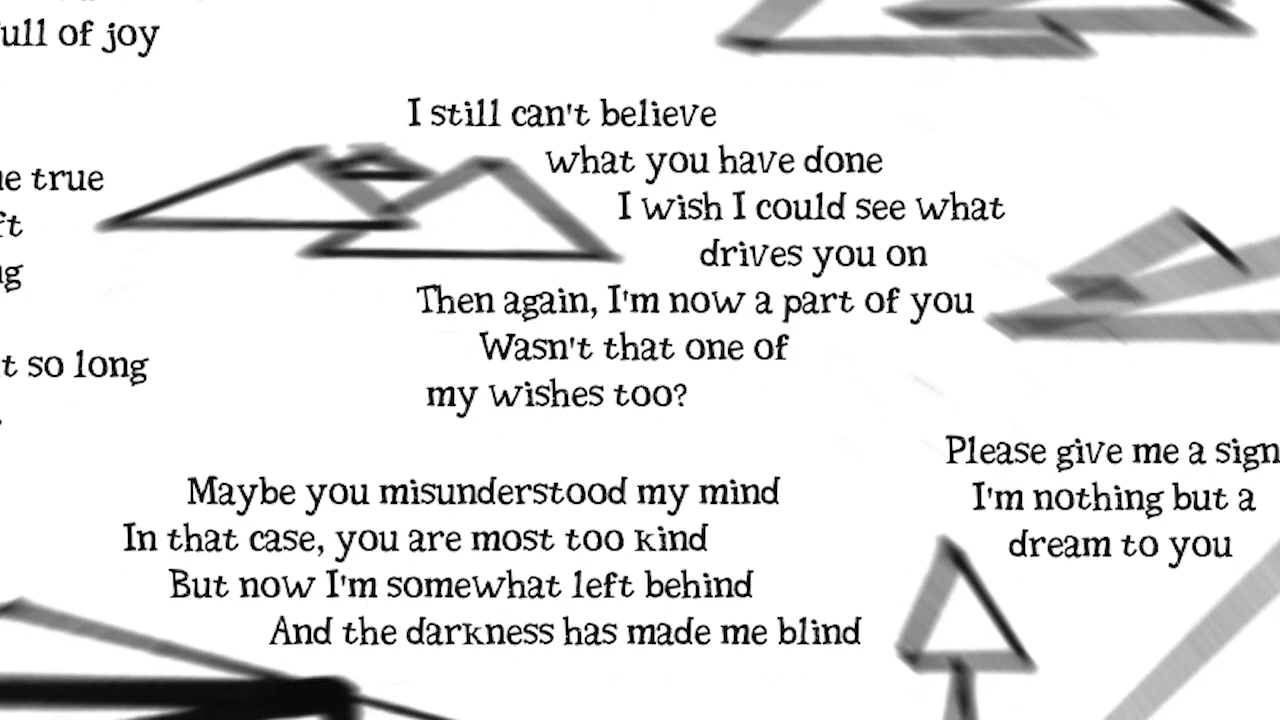 ull of joy
I still can't believe
what you have done
I wish I could see what
drives you on
Then again, I'm now a part of you
Wasn't that one of
my wishes too?
true
so long
Maybe you misunderstood my mind
In that case, you are most too kind
But now I'm somewhat left behind
And the darkness has made me blind
Please give me a sign
I'm nothing but a
dream to you